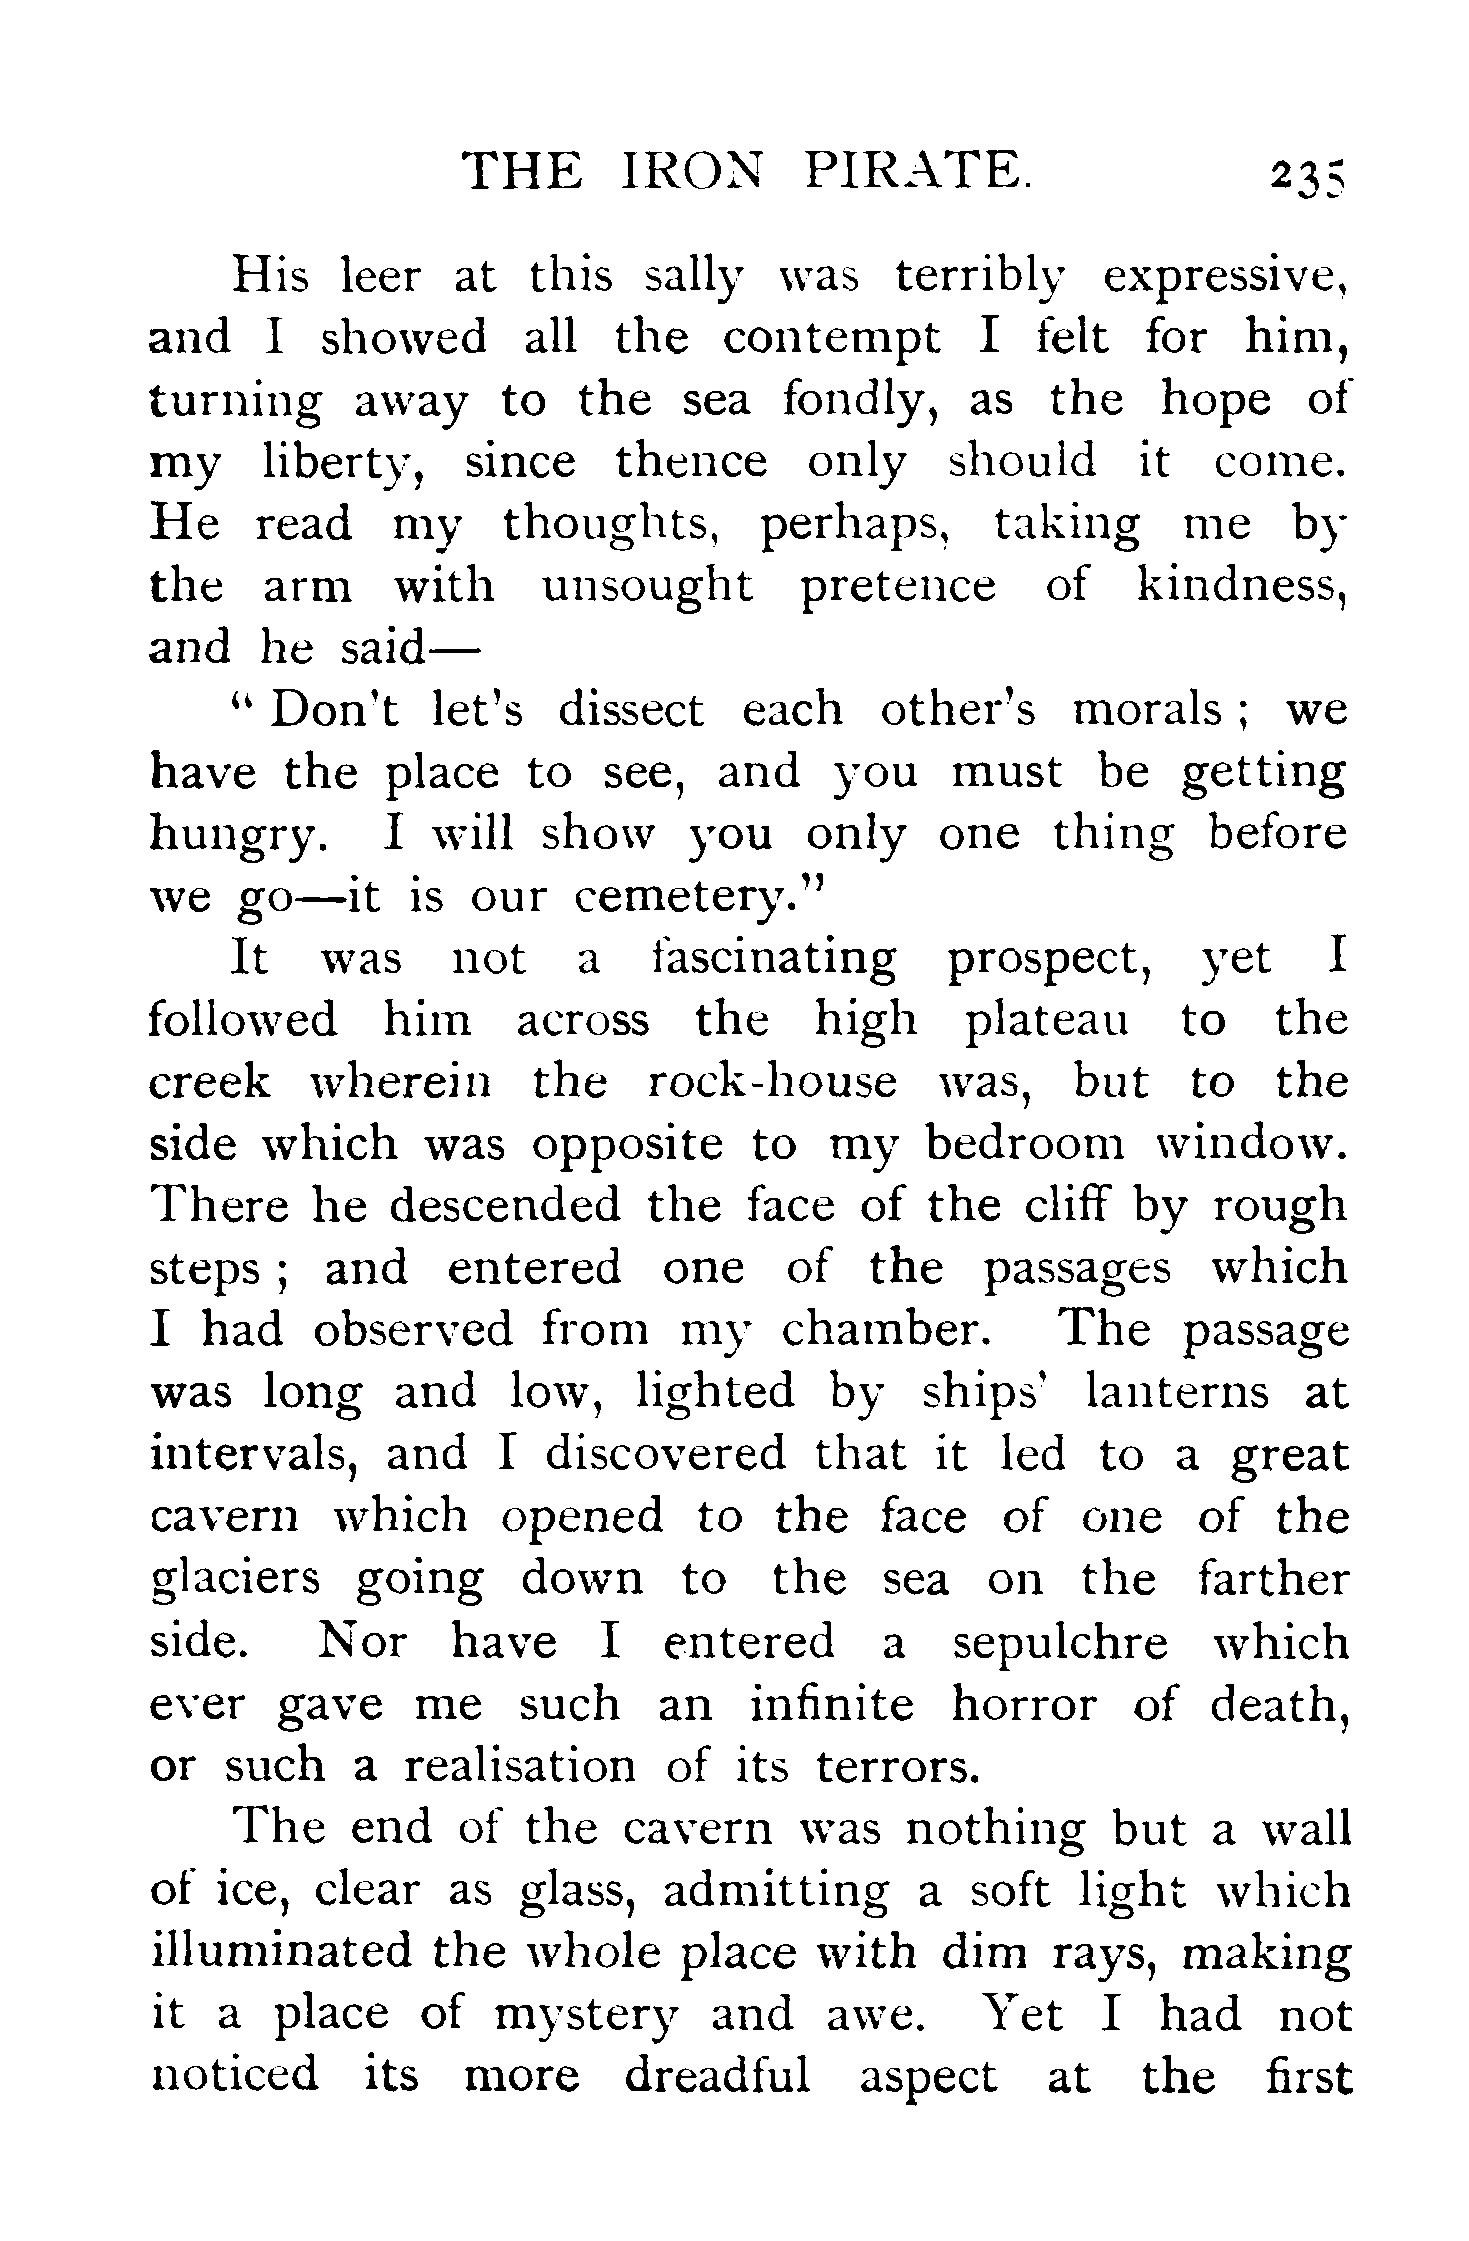 THE IRON PIRATE. 235
His leer at this sally was terribly expressive,
and I showed all the contempt I felt for him,
turning away to the sea fondly, as the hope of
my liberty, since thence only should it come.
He read my thoughts, perhaps, taking me by
the arm with unsought pretence of kindness,
and he said—
“ Don't let's dissect each other's morals ; we
have the place to see, and you must be getting
hungry. I will show you only one thing before
we go—it is our cemetery.”
It was not a fascinating prospect, yet I
followed him across the high plateau to the
creek wherein the rock-house was, but to the
side which was opposite to my bedroom window.
There he descended the face of the cliff by rough
steps ; and entered one of the passages which
I had observed from my chamber. The passage
was long and low, lighted by ships' lanterns at
intervals, and I discovered that it led to a great
cavern which opened to the face of one of the
glaciers going down to the sea on the farther
side. Nor have I entered a sepulchre which
ever gave me such an infinite horror of death,
or such a realisation of its terrors.
The end of the cavern was nothing but a wall
of ice, clear as glass, admitting a soft light which
illuminated the whole place with dim rays, making
it a place of mystery and awe. Yet I had not
noticed its more dreadful aspect at the first